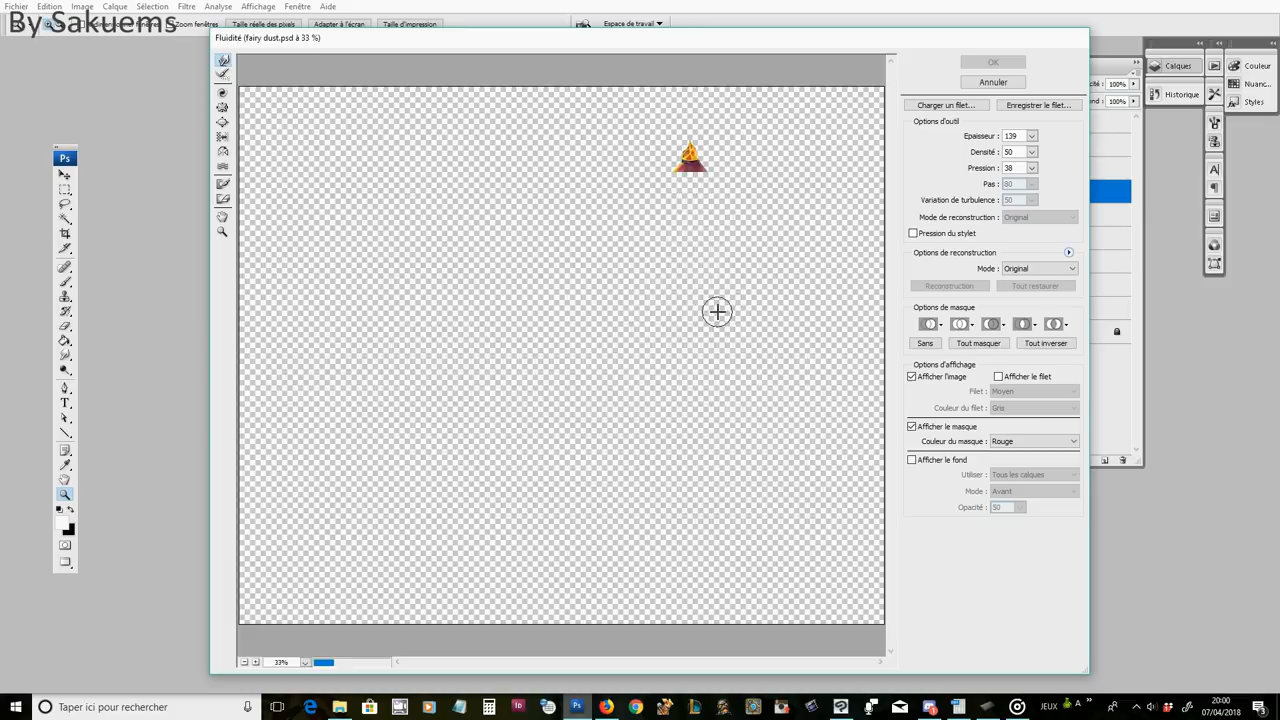 Fichier Edition Image Calque Sélection Filtre Analyse Affichage Fenêtre Aide
Zoom fenêtres Taille réelle des pixels Adapter à l'écran Taille d'impression Espace de travail
By Sakuems
Fluidité (fairy dust.psd à 33 %)
OK
Annuler
Charger un filet... Enregistrer le filet...
Options d'outil
Epaisseur : 139
Densité : 50
Pression : 38
Pas : 80
Variation de turbulence : 50
Mode de reconstruction : Original
Pression du stylet
Options de reconstruction
Mode : Original
Reconstruction Tout restaurer
Options de masque
Sans Tout masquer Tout inverser
Options d'affichage
Afficher l'image Afficher le filet
Filet : Moyen
Couleur du filet : Gris
Afficher le masque
Couleur du masque : Rouge
Afficher le fond
Utiliser : Tous les calques
Mode : Avant
Opacité : 50
33%
Ps
T
Calques
Historique
Couleur
Nuanc...
Styles
100%
100%
Taper ici pour rechercher
JEUX
20:00
07/04/2018